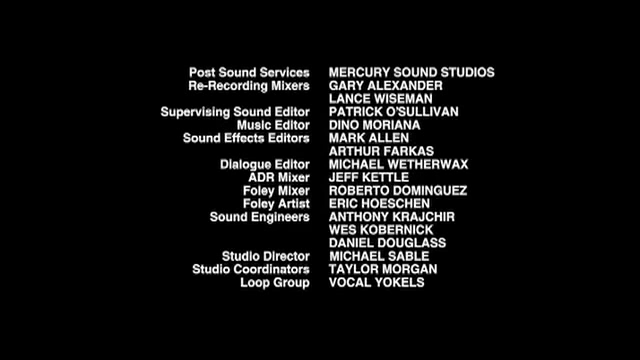 Post Sound Services MERCURY SOUND STUDIOS
Re-Recording Mixers GARY ALEXANDER
LANCE WISEMAN
Supervising Sound Editor PATRICK O'SULLIVAN
Music Editor DINO MORIANA
Sound Effects Editors MARK ALLEN
ARTHUR FARKAS
Dialogue Editor MICHAEL WETHERWAX
ADR Mixer JEFF KETTLE
Foley Mixer ROBERTO DOMINGUEZ
Foley Artist ERIC HOESCHEN
Sound Engineers ANTHONY KRAJCHIR
WES KOBERNICK
DANIEL DOUGLASS
Studio Director MICHAEL SABLE
Studio Coordinators TAYLOR MORGAN
Loop Group VOCAL YOKELS